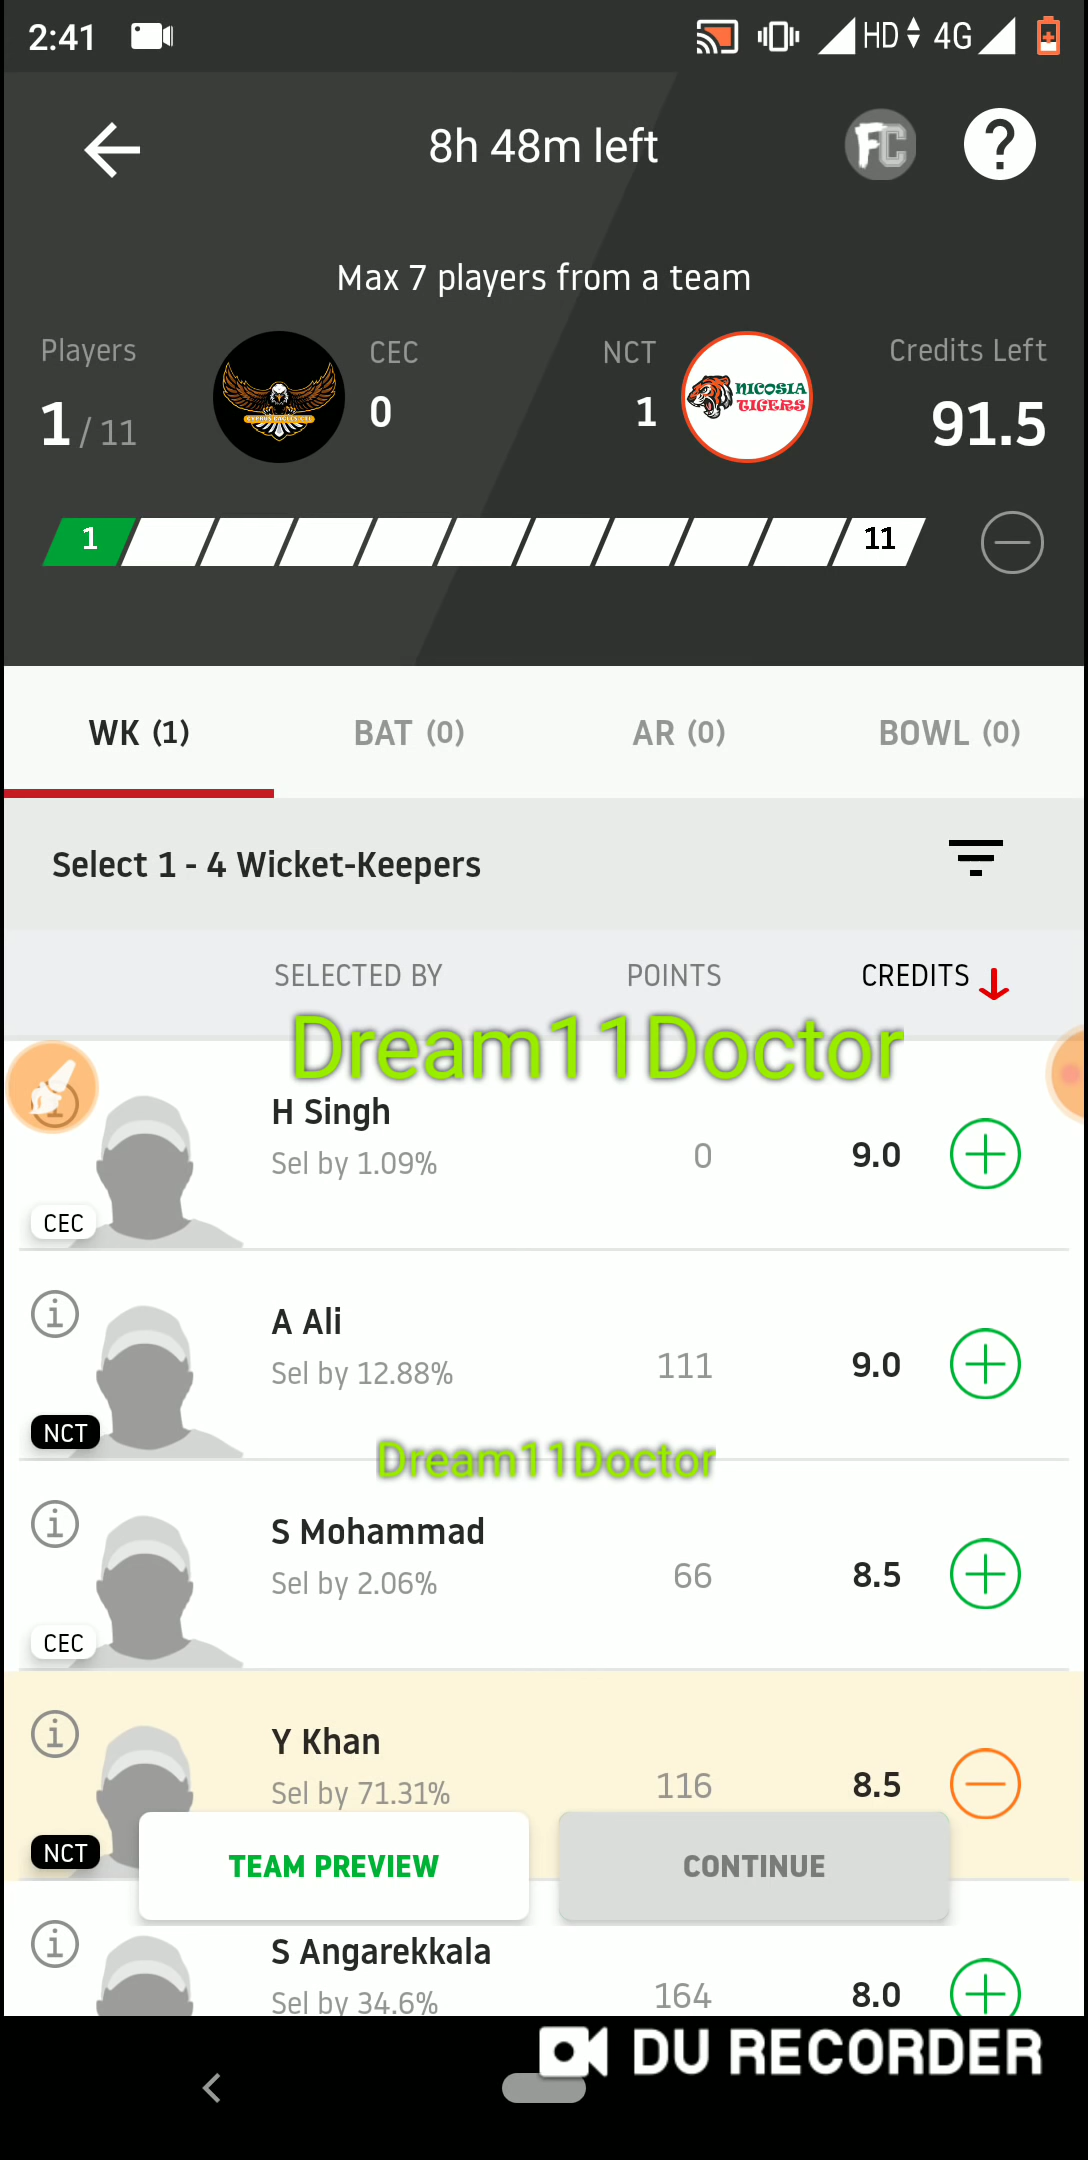 2:41 HD 4G
8h 48m left FC ?
Max 7 players from a team
Players CEC NCT Credits Left
1 / 11 0 1 91.5
CYPRUS EAGLES CTL
NICOSIA
TIGERS
1 11
WK (1) BAT (0) AR (0) BOWL (0)
Select 1 - 4 Wicket-Keepers
SELECTED BY POINTS CREDITS
Dream11Doctor
H Singh
Sel by 1.09% 0 9.0
CEC
A Ali
Sel by 12.88% 111 9.0
NCT
Dream11Doctor
S Mohammad
Sel by 2.06% 66 8.5
CEC
Y Khan
Sel by 71.31% 116 8.5
NCT
TEAM PREVIEW CONTINUE
S Angarekkala
Sel by 34.6% 164 8.0
DU RECORDER